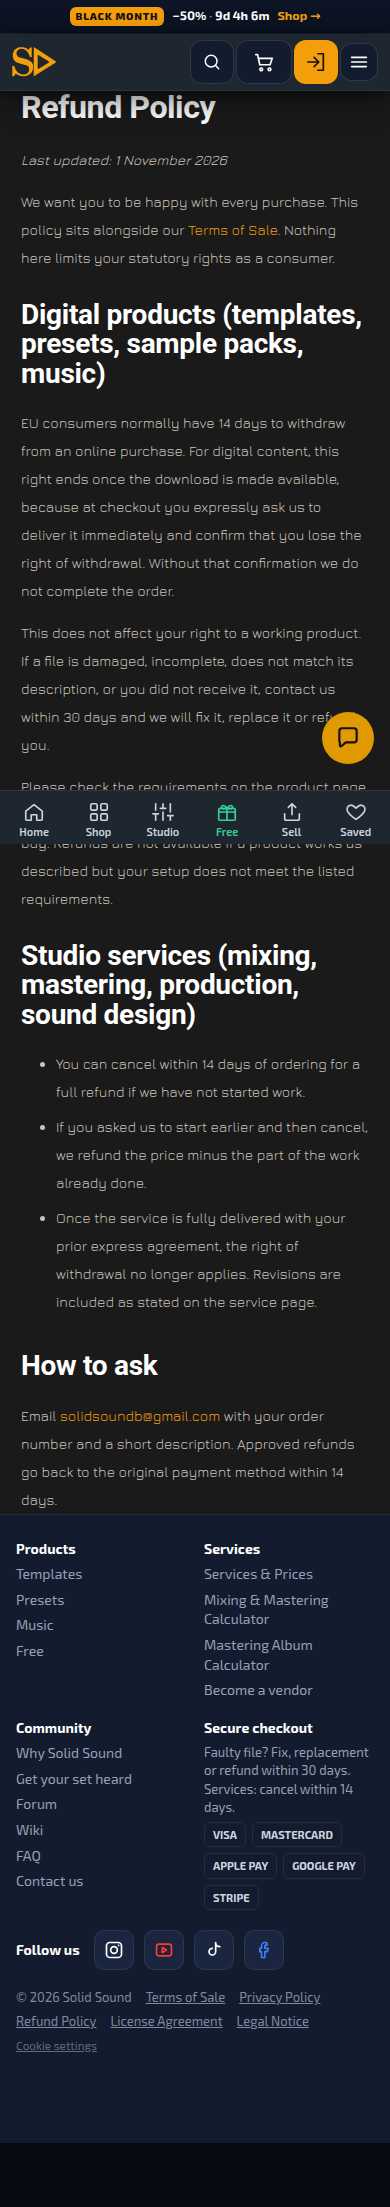 BLACK MONTH −50% · 9d 4h 6m Shop →
SD
Refund Policy
Last updated: 1 November 2026
We want you to be happy with every purchase. This
policy sits alongside our Terms of Sale. Nothing
here limits your statutory rights as a consumer.
Digital products (templates,
presets, sample packs,
music)
EU consumers normally have 14 days to withdraw
from an online purchase. For digital content, this
right ends once the download is made available,
because at checkout you expressly ask us to
deliver it immediately and confirm that you lose the
right of withdrawal. Without that confirmation we do
not complete the order.
This does not affect your right to a working product.
If a file is damaged, incomplete, does not match its
description, or you did not receive it, contact us
within 30 days and we will fix it, replace it or
you.
Please check the requirements on the product page
Home Shop Studio Free Sell Saved
buy. Refunds are not available if a product works as
described but your setup does not meet the listed
requirements.
Studio services (mixing,
mastering, production,
sound design)
You can cancel within 14 days of ordering for a
full refund if we have not started work.
If you asked us to start earlier and then cancel,
we refund the price minus the part of the work
already done.
Once the service is fully delivered with your
prior express agreement, the right of
withdrawal no longer applies. Revisions are
included as stated on the service page.
How to ask
Email solidsoundb@gmail.com with your order
number and a short description. Approved refunds
go back to the original payment method within 14
days.
Products
Templates
Presets
Music
Free
Services
Services & Prices
Mixing & Mastering
Calculator
Mastering Album
Calculator
Become a vendor
Community
Why Solid Sound
Get your set heard
Forum
Wiki
FAQ
Contact us
Secure checkout
Faulty file? Fix, replacement
or refund within 30 days.
Services: cancel within 14
days.
VISA MASTERCARD
APPLE PAY GOOGLE PAY
STRIPE
Follow us
© 2026 Solid Sound Terms of Sale Privacy Policy
Refund Policy License Agreement Legal Notice
Cookie settings